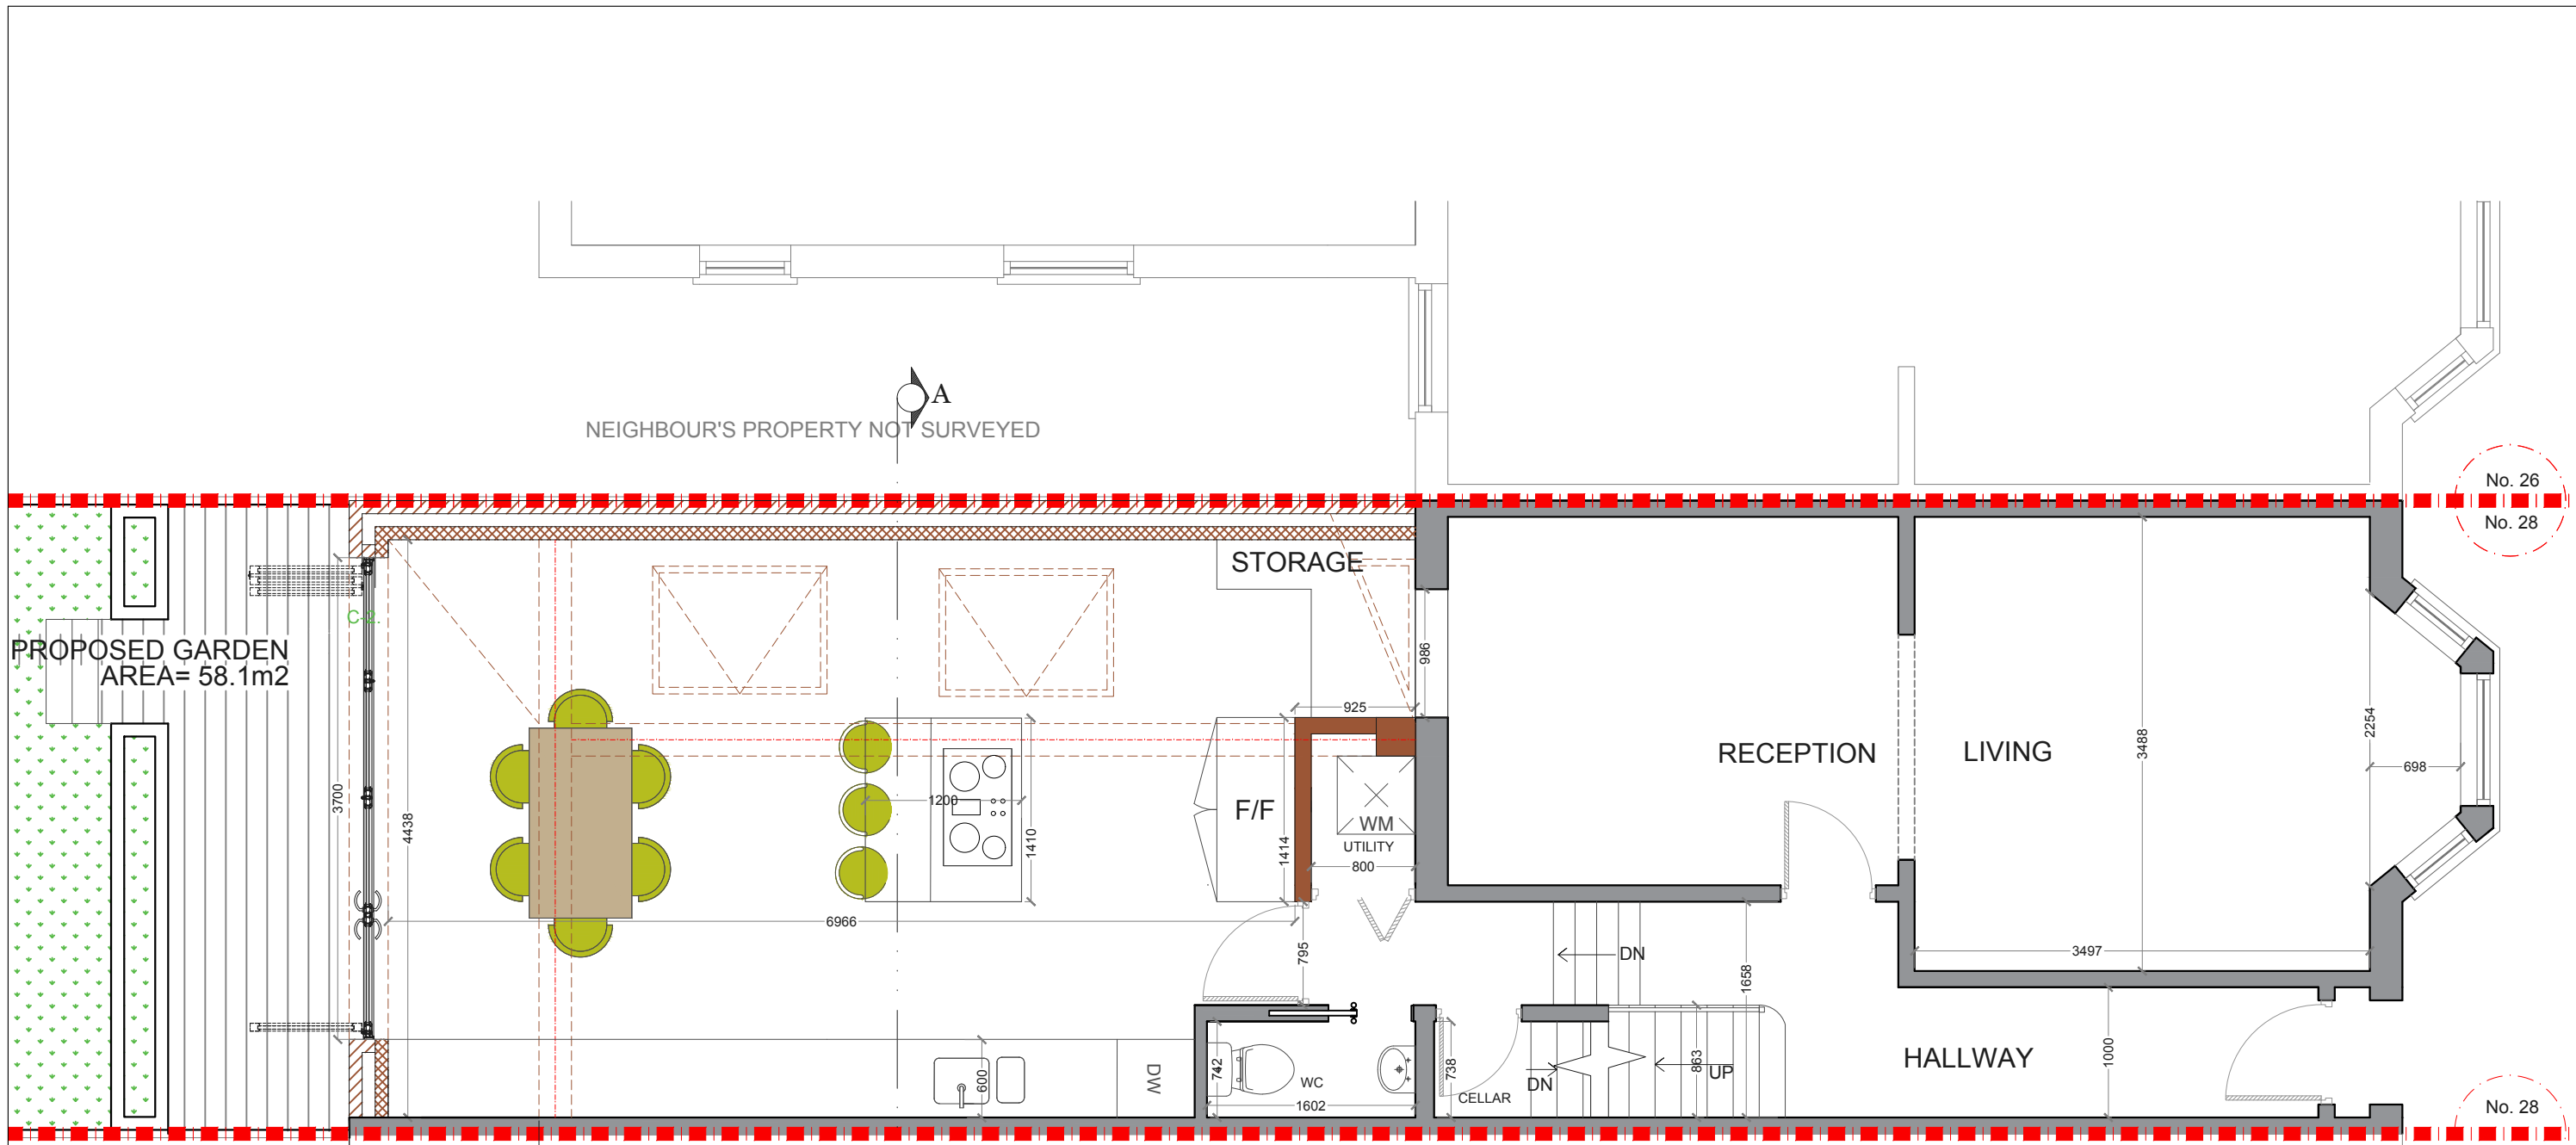 A
NEIGHBOUR'S PROPERTY NOT SURVEYED
No. 26
No. 28
STORAGE
PROPOSED GARDEN
AREA= 58.1m2
986
925
2254
3488
698
RECEPTION
LIVING
3700
4438
1200
1410
F/F
1414
WM
UTILITY
800
6966
795
DN
1658
3497
HALLWAY
1000
600
DW
742
WC
1602
738
CELLAR
DN
863
UP
No. 28